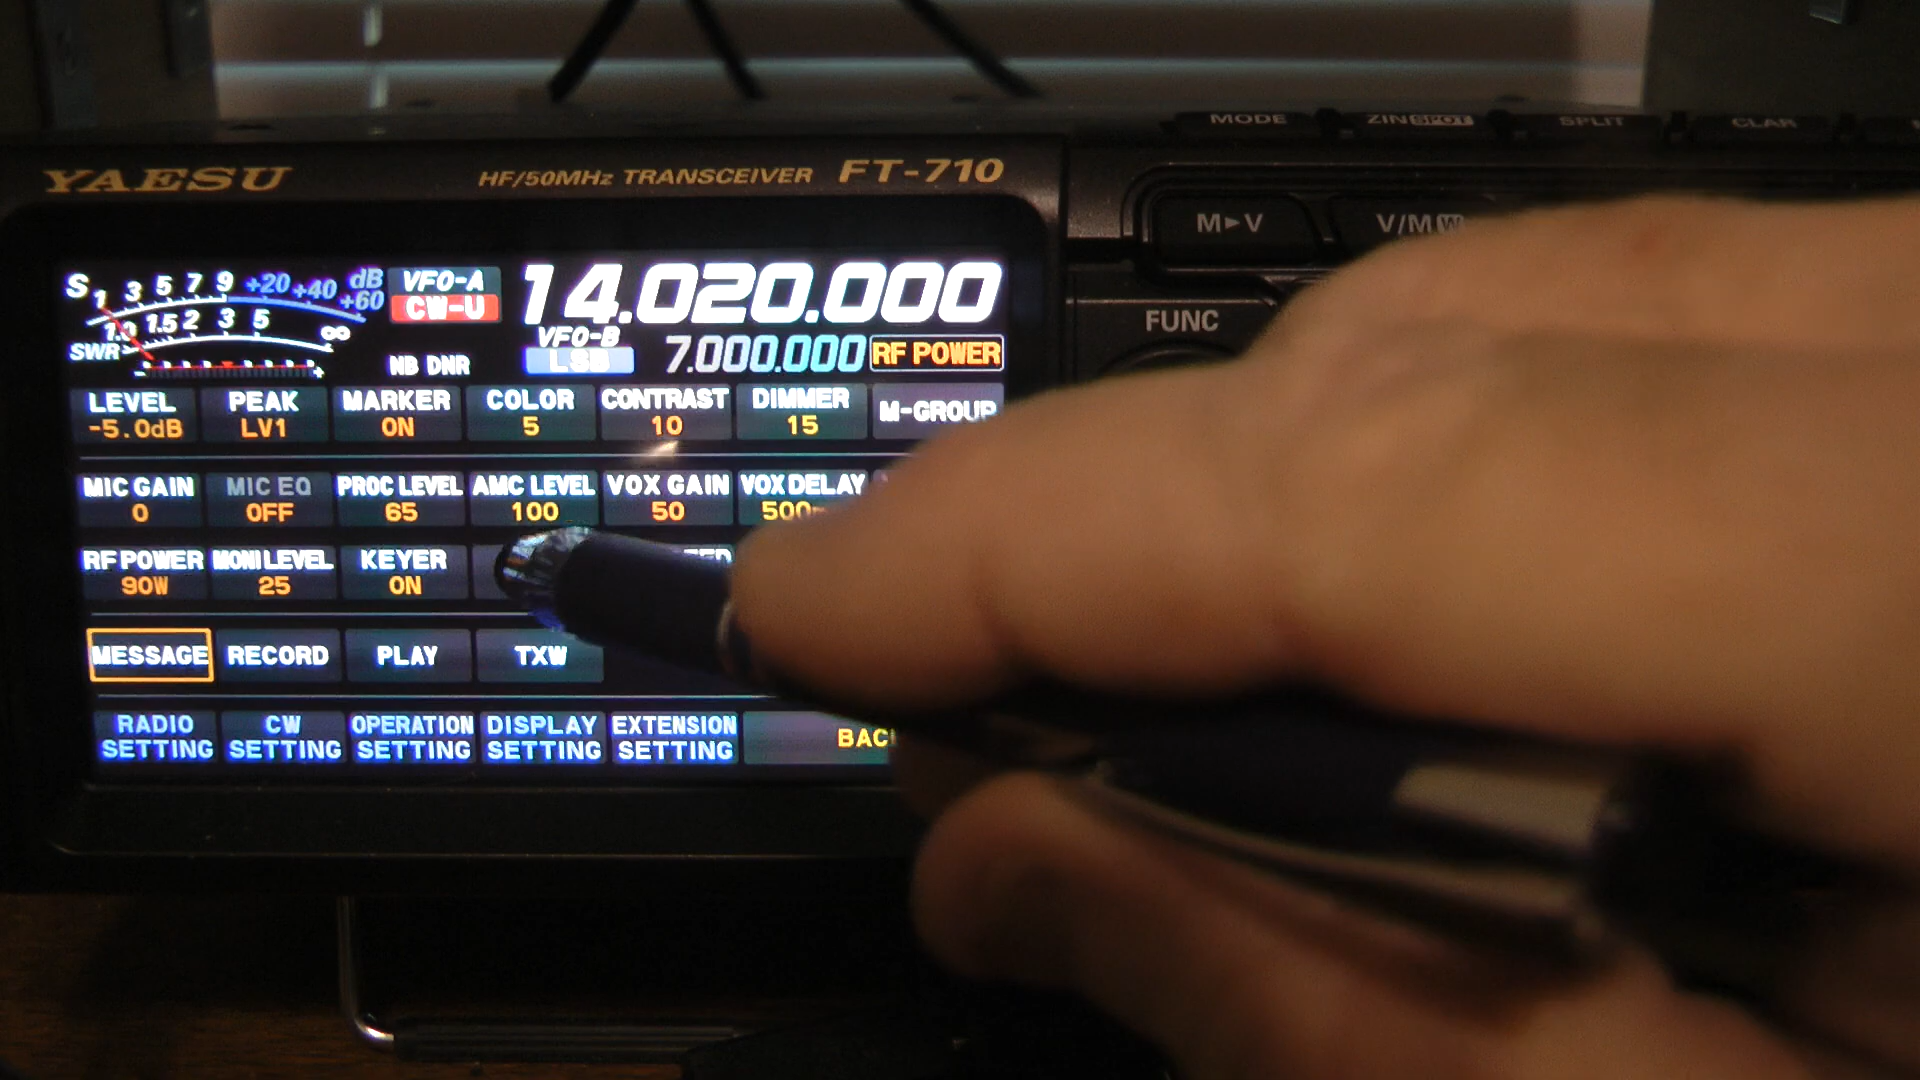 MODE ZIN SPOT SPLIT CLAR
YAESU HF/50MHz TRANSCEIVER FT-710
M►V V/M W
FUNC
S 1 3 5 7 9 +20 +40 +60 dB
VFO-A 14.020.000
CW-U
SWR 1.0 1.5 2 3 5 ∞
VFO-B
LSB 7.000.000 RF POWER
NB DNR
- +
LEVEL PEAK MARKER COLOR CONTRAST DIMMER M-GROUP
-5.0dB LV1 ON 5 10 15
MIC GAIN MIC EQ PROC LEVEL AMC LEVEL VOX GAIN VOX DELAY
0 OFF 65 100 50 500
RF POWER MONI LEVEL KEYER
90W 25 ON
MESSAGE RECORD PLAY TXW
RADIO CW OPERATION DISPLAY EXTENSION
SETTING SETTING SETTING SETTING SETTING